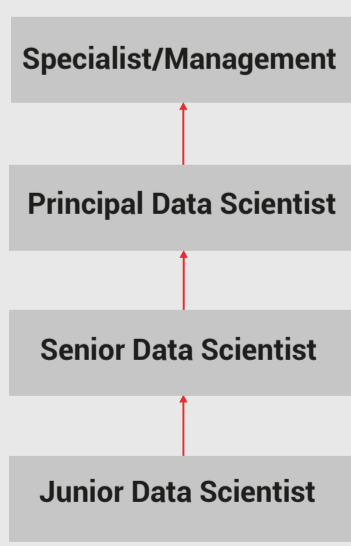 Specialist/Management
Principal Data Scientist
Senior Data Scientist
Junior Data Scientist